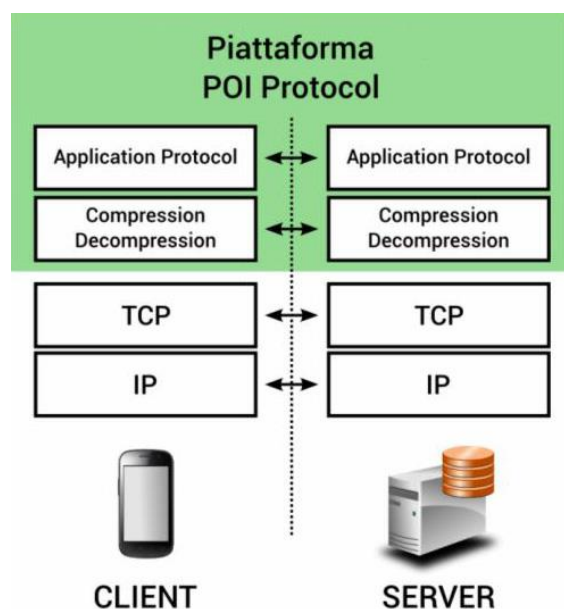 Piattaforma
POI Protocol
Application Protocol
Application Protocol
Compression
Decompression
Compression
Decompression
TCP
TCP
IP
IP
CLIENT
SERVER